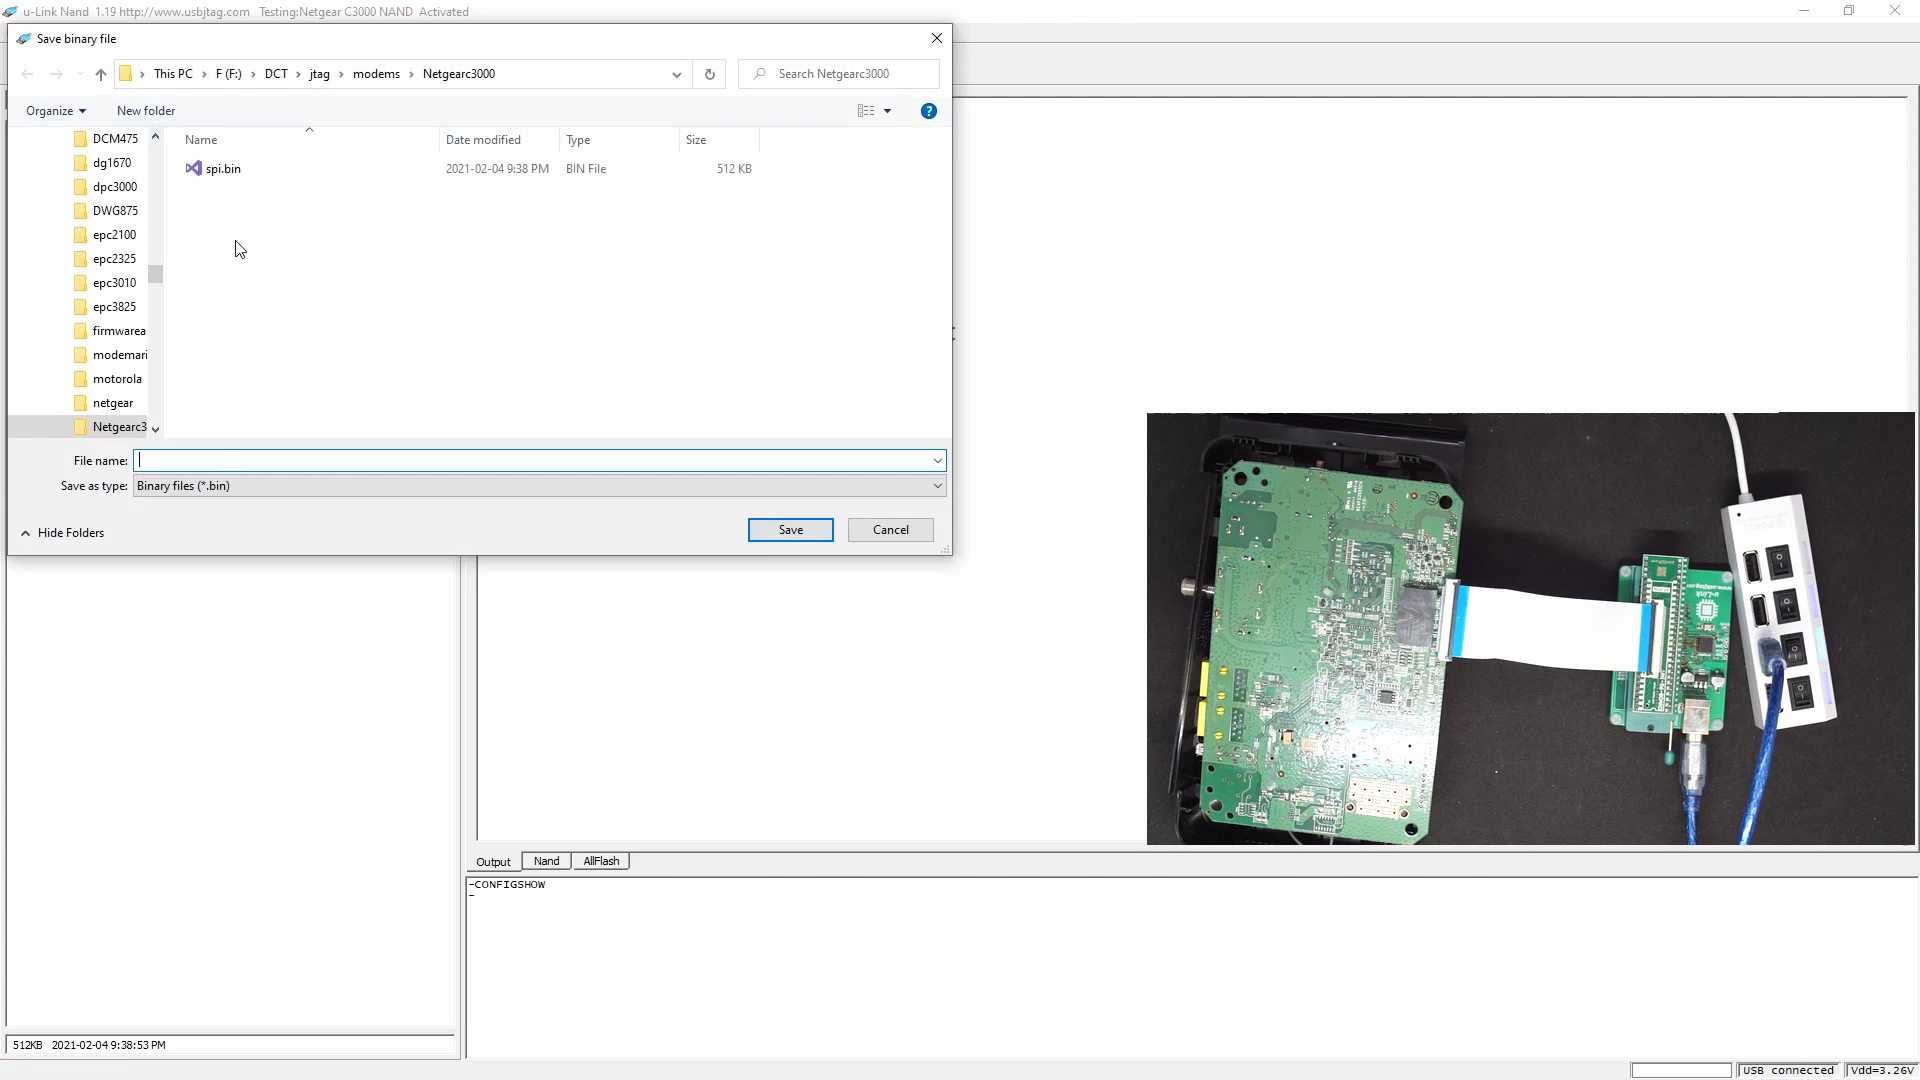 u-Link Nand 1.19 http://www.usbjtag.com Testing:Netgear C3000 NAND Activated
Save binary file
This PC > F (F:) > DCT > jtag > modems > Netgearc3000
Search Netgearc3000
Organize
New folder
Name
Date modified
Type
Size
spi.bin
2021-02-04 9:38 PM
BIN File
512 KB
DCM475
dg1670
dpc3000
DWG875
epc2100
epc2325
epc3010
epc3825
firmwarea
modemari
motorola
netgear
Netgearc3
File name:
Save as type:
Binary files (*.bin)
Hide Folders
Save
Cancel
Output
Nand
AllFlash
-CONFIGSHOW
-
512KB 2021-02-04 9:38:53 PM
USB connected
Vdd=3.26V
u-Link